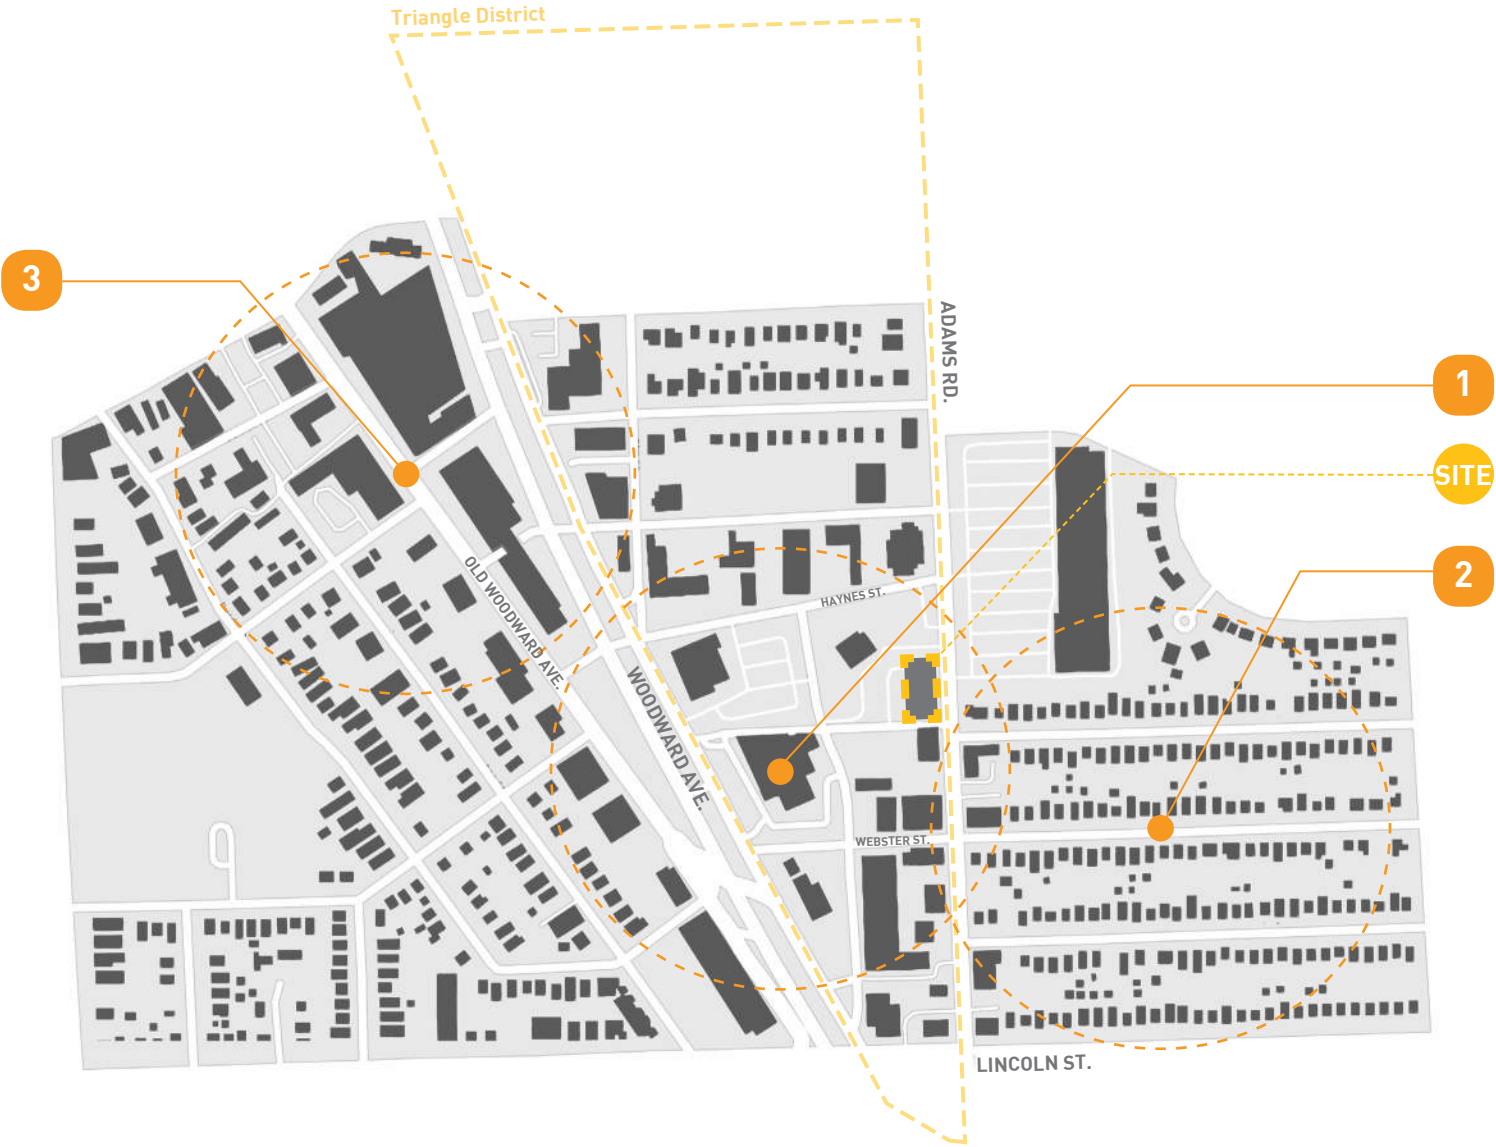 Triangle District
3
ADAMS RD.
1
SITE
2
OLD WOODWARD AVE.
HAYNES ST.
WOODWARD AVE.
WEBSTER ST.
LINCOLN ST.